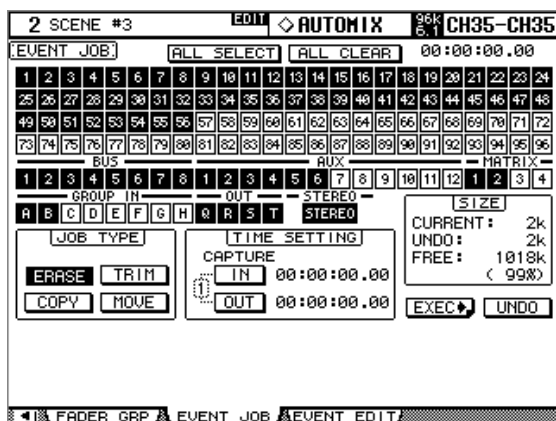 2 SCENE #3 EDIT ◇AUTOMIX 96k 6.1 CH35-CH35
EVENT JOB ALL SELECT ALL CLEAR 00:00:00.00
1 2 3 4 5 6 7 8 9 10 11 12 13 14 15 16 17 18 19 20 21 22 23 24
25 26 27 28 29 30 31 32 33 34 35 36 37 38 39 40 41 42 43 44 45 46 47 48
49 50 51 52 53 54 55 56 57 58 59 60 61 62 63 64 65 66 67 68 69 70 71 72
73 74 75 76 77 78 79 80 81 82 83 84 85 86 87 88 89 90 91 92 93 94 95 96
BUS AUX MATRIX
1 2 3 4 5 6 7 8 1 2 3 4 5 6 7 8 9 10 11 12 1 2 3 4
GROUP IN OUT STEREO
A B C D E F G H Q R S T STEREO
SIZE
CURRENT: 2k
UNDO: 2k
FREE: 1018k
( 99%)
JOB TYPE
ERASE TRIM
COPY MOVE
TIME SETTING
CAPTURE
1
IN 00:00:00.00
OUT 00:00:00.00
EXEC UNDO
FADER GRP EVENT JOB EVENT EDIT